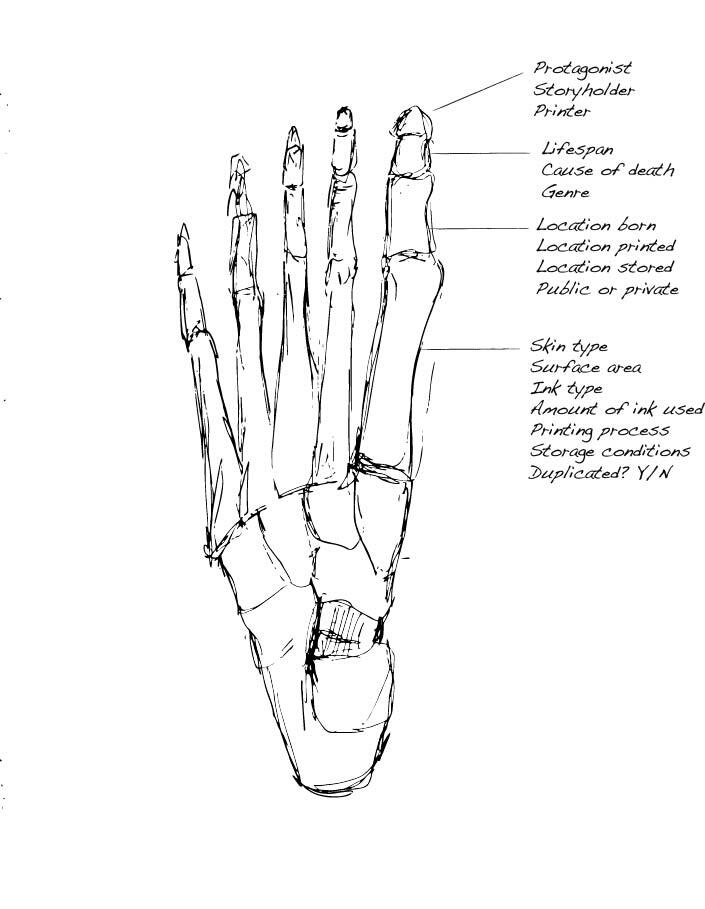 Protagonist
Storyholder
Printer
Lifespan
Cause of death
Genre
Location born
Location printed
Location stored
Public or private
Skin type
Surface area
Ink type
Amount of ink used
Printing process
Storage conditions
Duplicated? Y/N